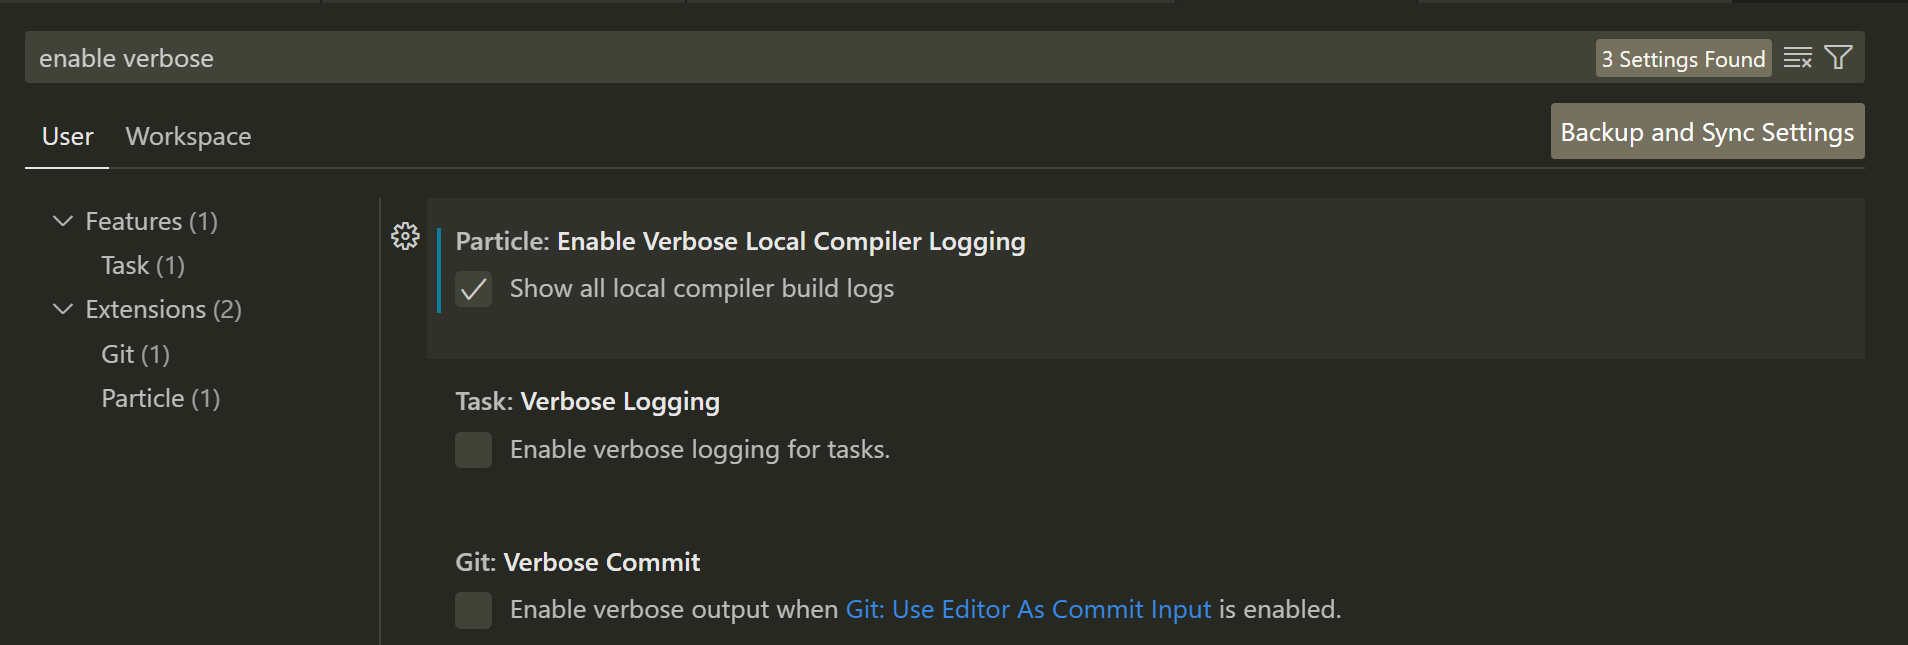 enable verbose
3 Settings Found
User
Workspace
Backup and Sync Settings
Features (1)
Task (1)
Extensions (2)
Git (1)
Particle (1)
Particle: Enable Verbose Local Compiler Logging
Show all local compiler build logs
Task: Verbose Logging
Enable verbose logging for tasks.
Git: Verbose Commit
Enable verbose output when Git: Use Editor As Commit Input is enabled.